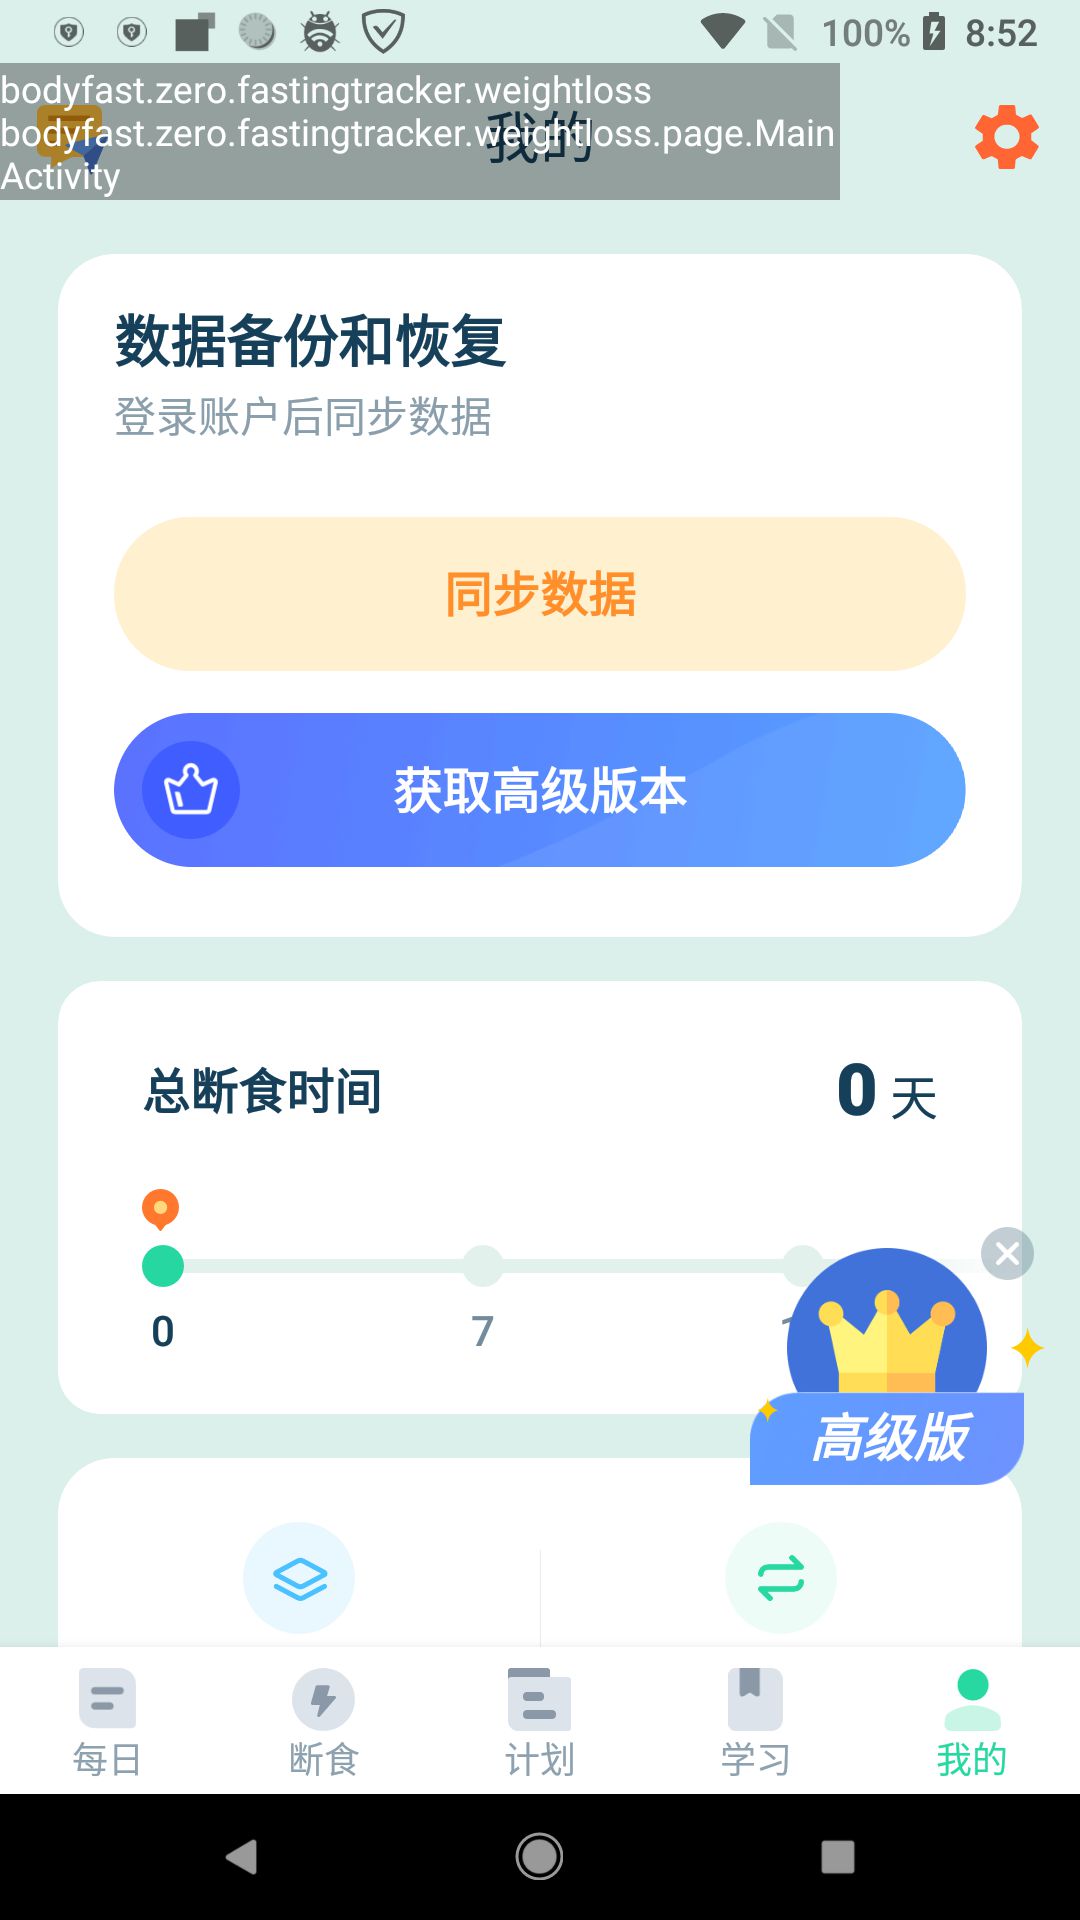 100% 8:52
bodyfast.zero.fastingtracker.weightloss
bodyfast.zero.fastingtracker.weightloss.page.Main
Activity
我的
数据备份和恢复
登录账户后同步数据
同步数据
获取高级版本
总断食时间
0 天
0
7
高级版
每日
断食
计划
学习
我的